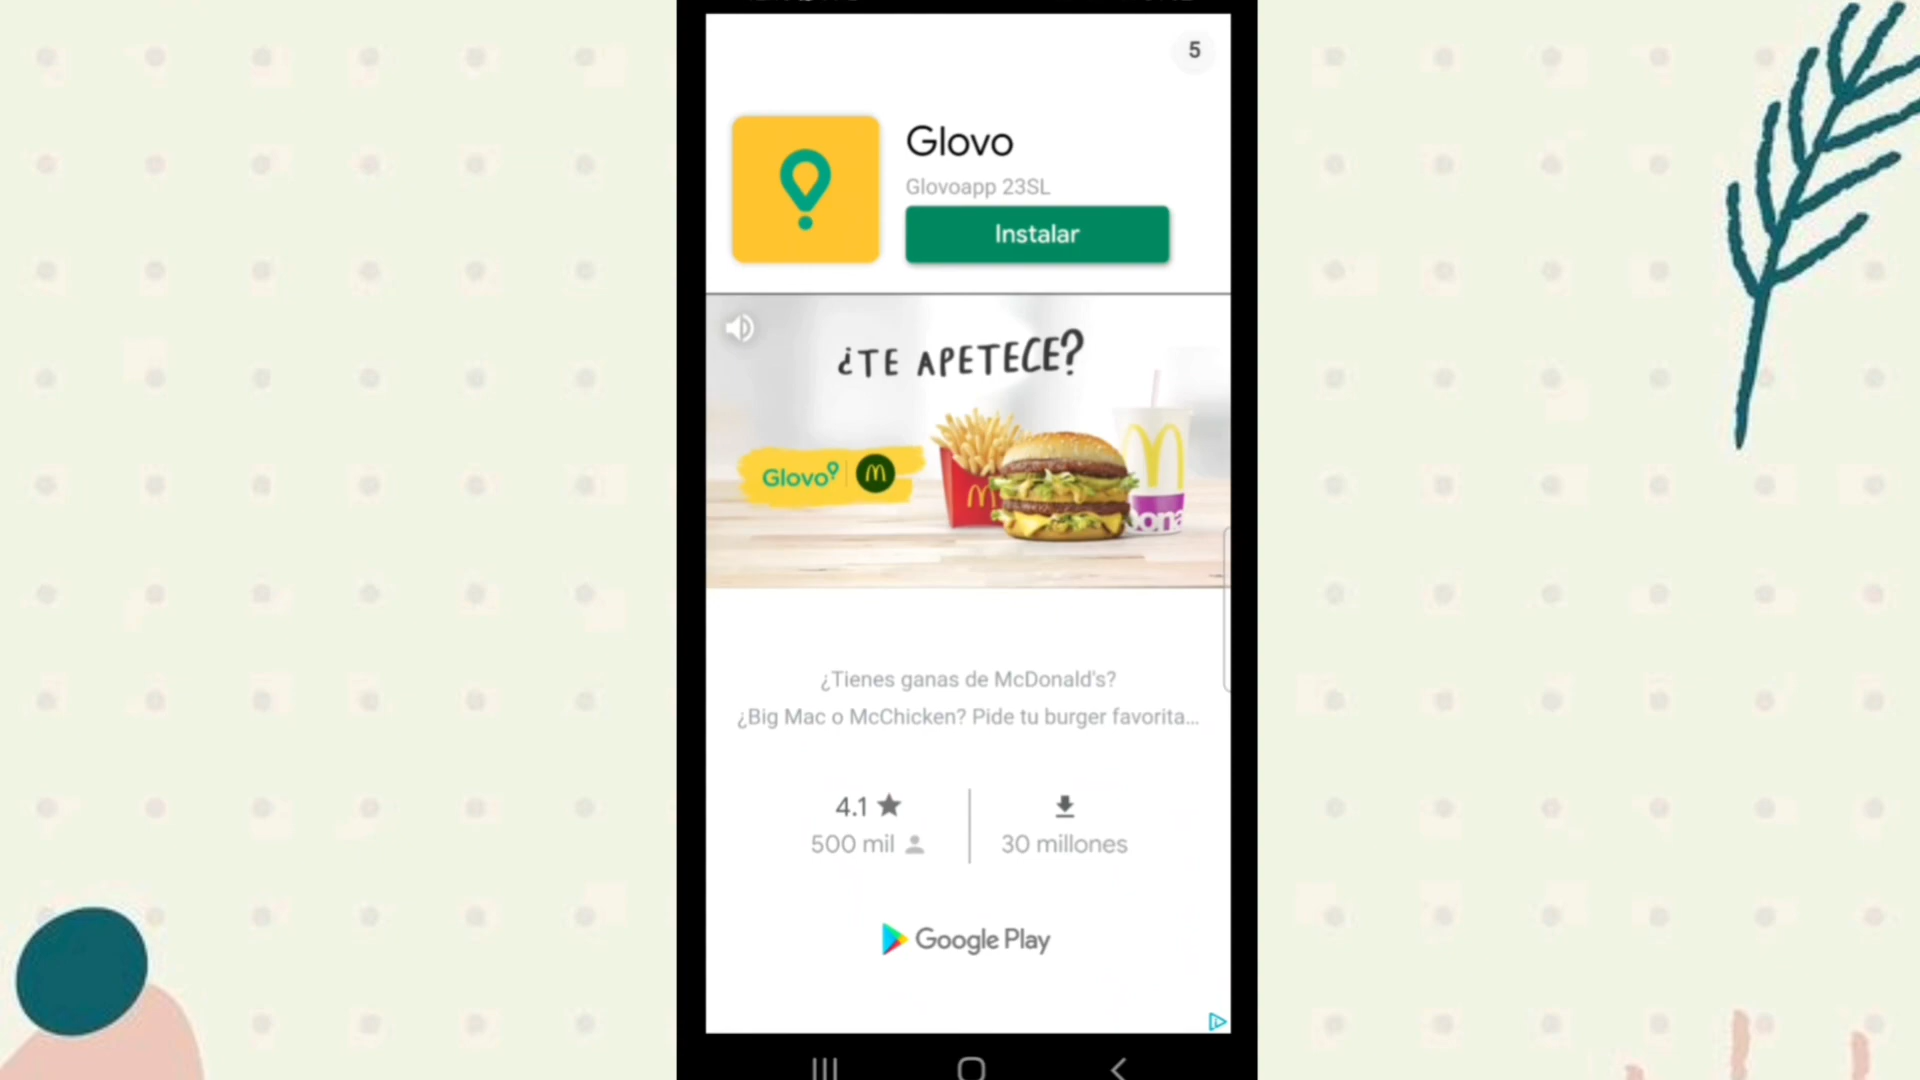 5
Glovo
Glovoapp 23SL
Instalar
¿TE APETECE?
Glovo
¿Tienes ganas de McDonald's?
¿Big Mac o McChicken? Pide tu burger favorita...
4.1
500 mil
30 millones
Google Play